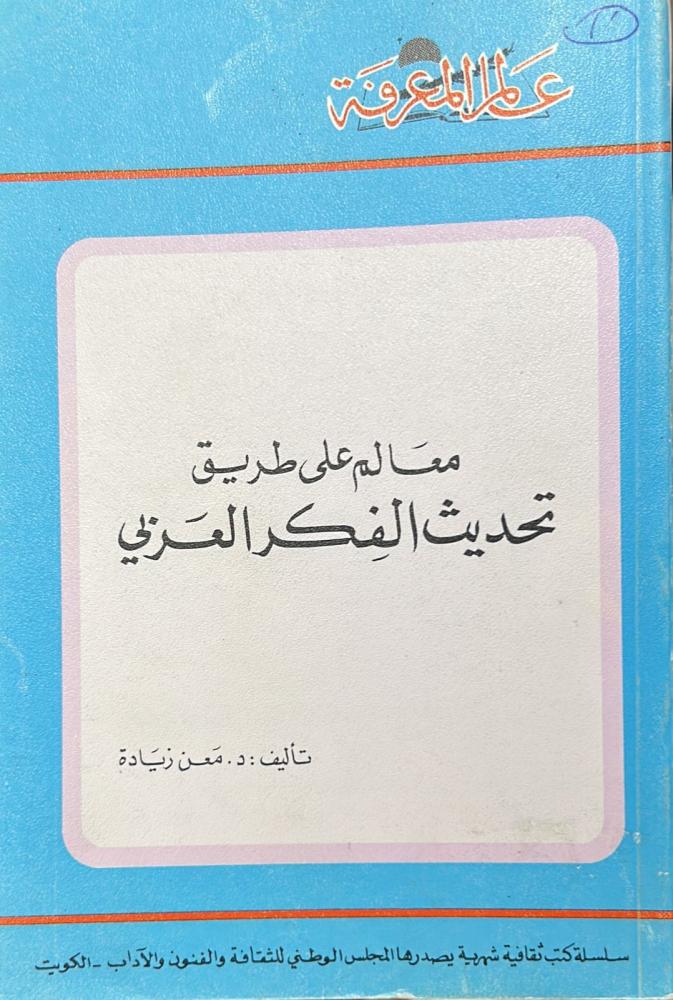 عالم المعرفة
معالم على طريق
تحديث الفكر العربي
تأليف: د. معن زيادة
سلسلة كتب ثقافية شهرية يصدرها المجلس الوطني للثقافة والفنون والآداب - الكويت